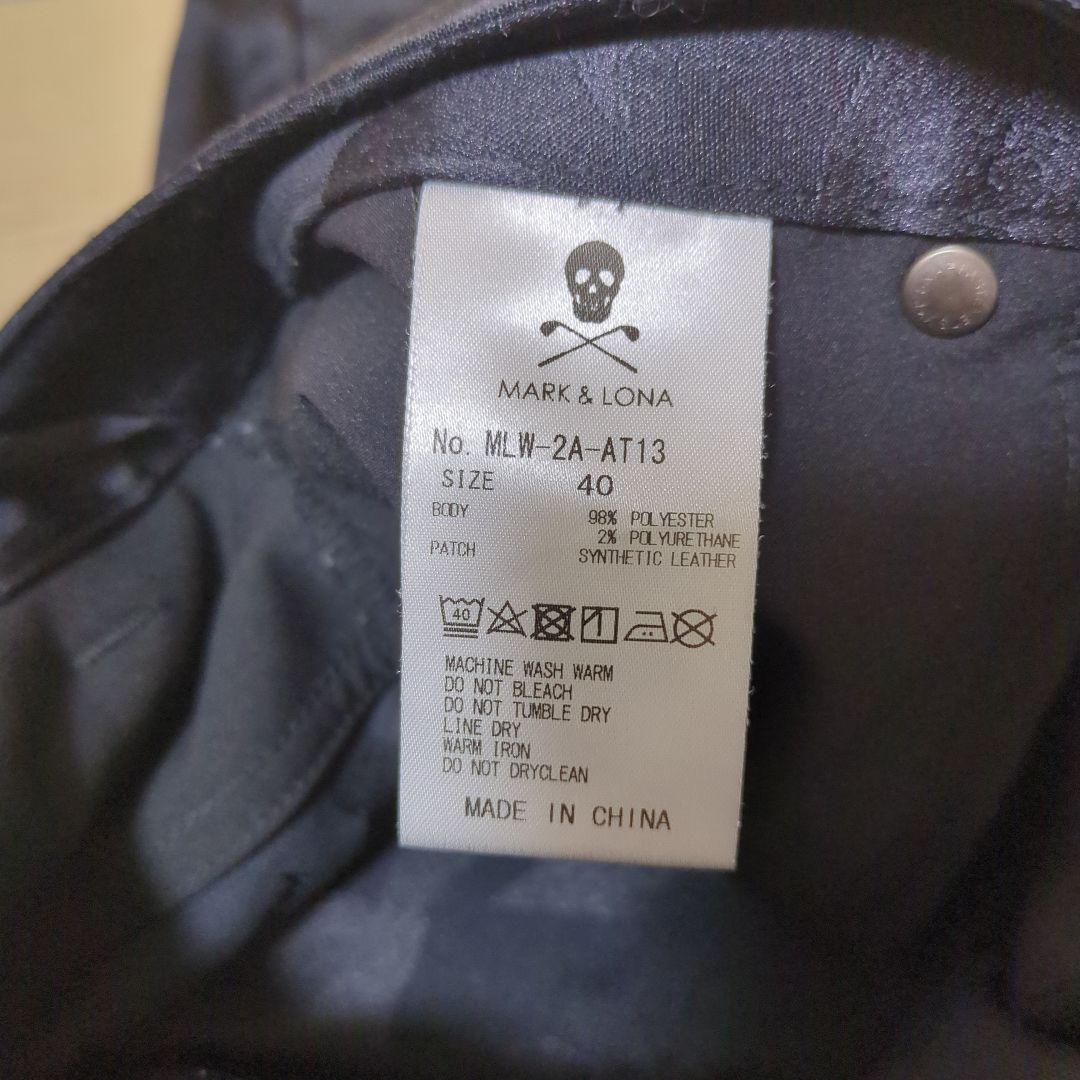 MARK & LONA
No. MLW-2A-AT13
SIZE 40
BODY 98% POLYESTER
2% POLYURETHANE
PATCH SYNTHETIC LEATHER
40
MACHINE WASH WARM
DO NOT BLEACH
DO NOT TUMBLE DRY
LINE DRY
WARM IRON
DO NOT DRYCLEAN
MADE IN CHINA